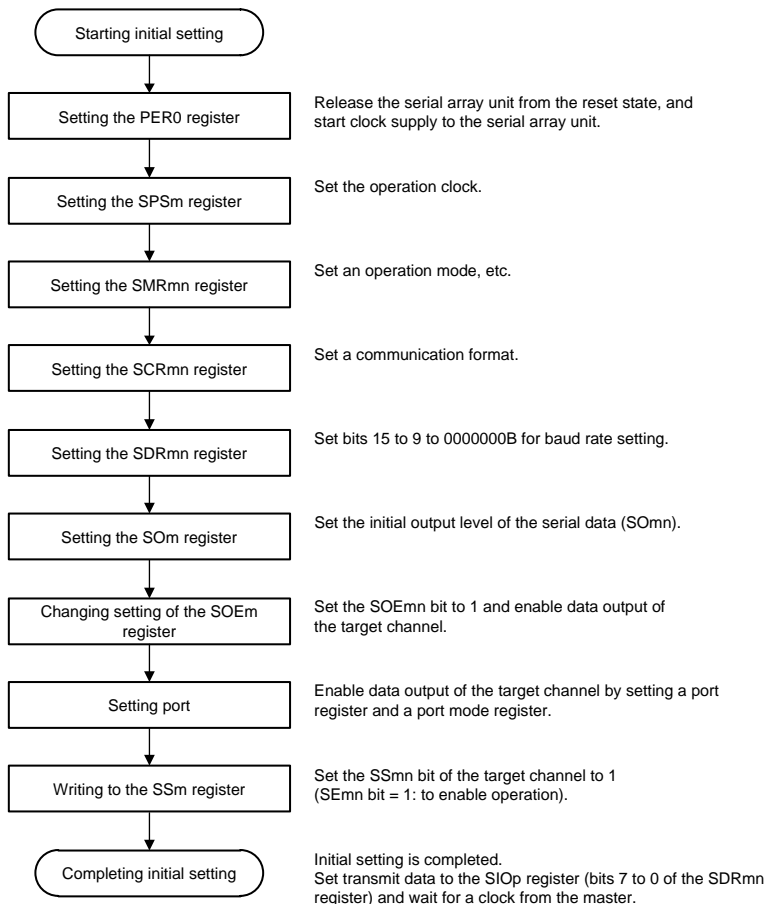 Starting initial setting
Setting the PER0 register
Release the serial array unit from the reset state, and
start clock supply to the serial array unit.
Setting the SPSm register
Set the operation clock.
Setting the SMRmn register
Set an operation mode, etc.
Setting the SCRmn register
Set a communication format.
Setting the SDRmn register
Set bits 15 to 9 to 0000000B for baud rate setting.
Setting the SOm register
Set the initial output level of the serial data (SOmn).
Changing setting of the SOEm
register
Set the SOEmn bit to 1 and enable data output of
the target channel.
Setting port
Enable data output of the target channel by setting a port
register and a port mode register.
Writing to the SSm register
Set the SSmn bit of the target channel to 1
(SEmn bit = 1: to enable operation).
Completing initial setting
Initial setting is completed.
Set transmit data to the SIOp register (bits 7 to 0 of the SDRmn
register) and wait for a clock from the master.